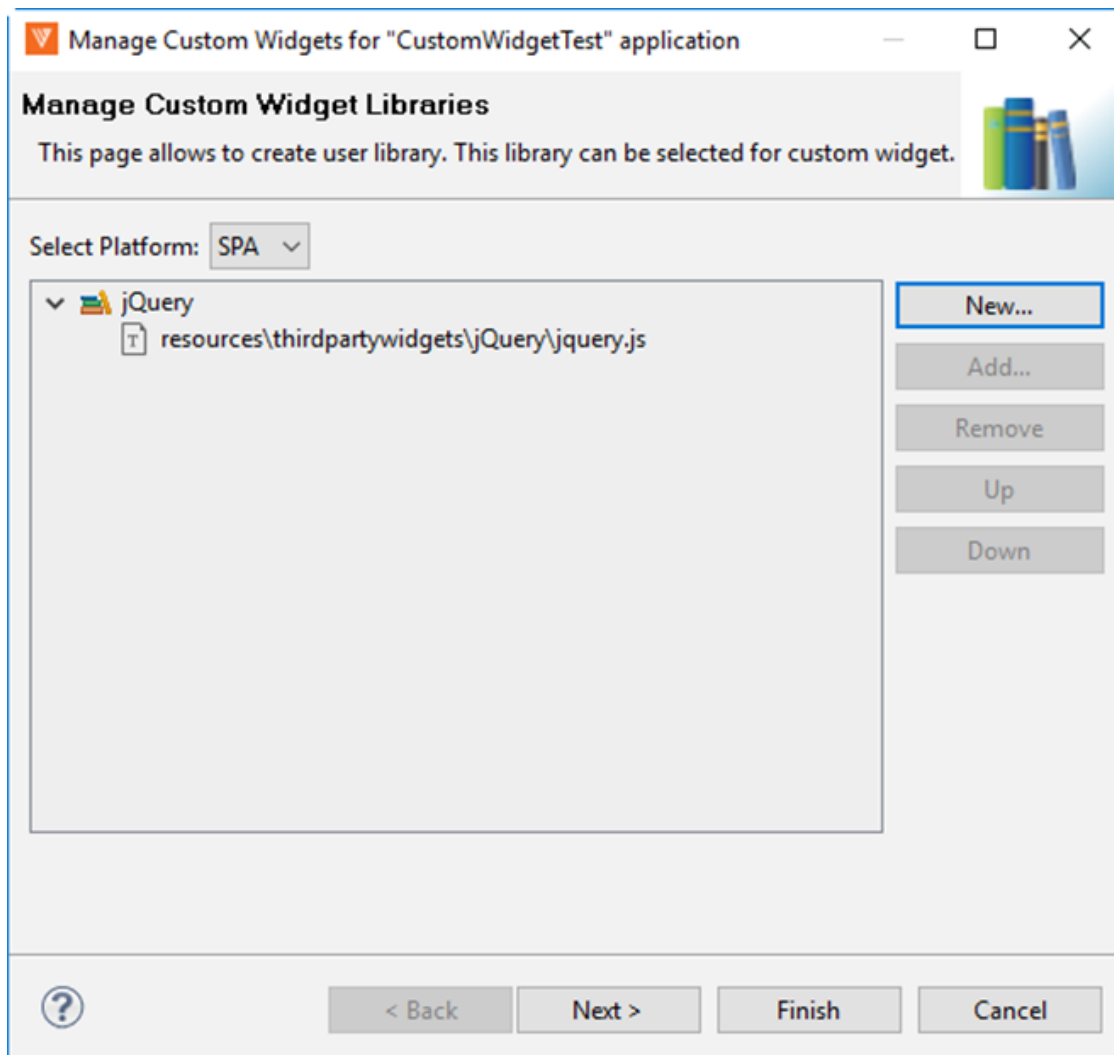 Manage Custom Widgets for "CustomWidgetTest" application
Manage Custom Widget Libraries
This page allows to create user library. This library can be selected for custom widget.
Select Platform: SPA
jQuery
resources\thirdpartywidgets\jQuery\jquery.js
New...
Add...
Remove
Up
Down
< Back Next > Finish Cancel